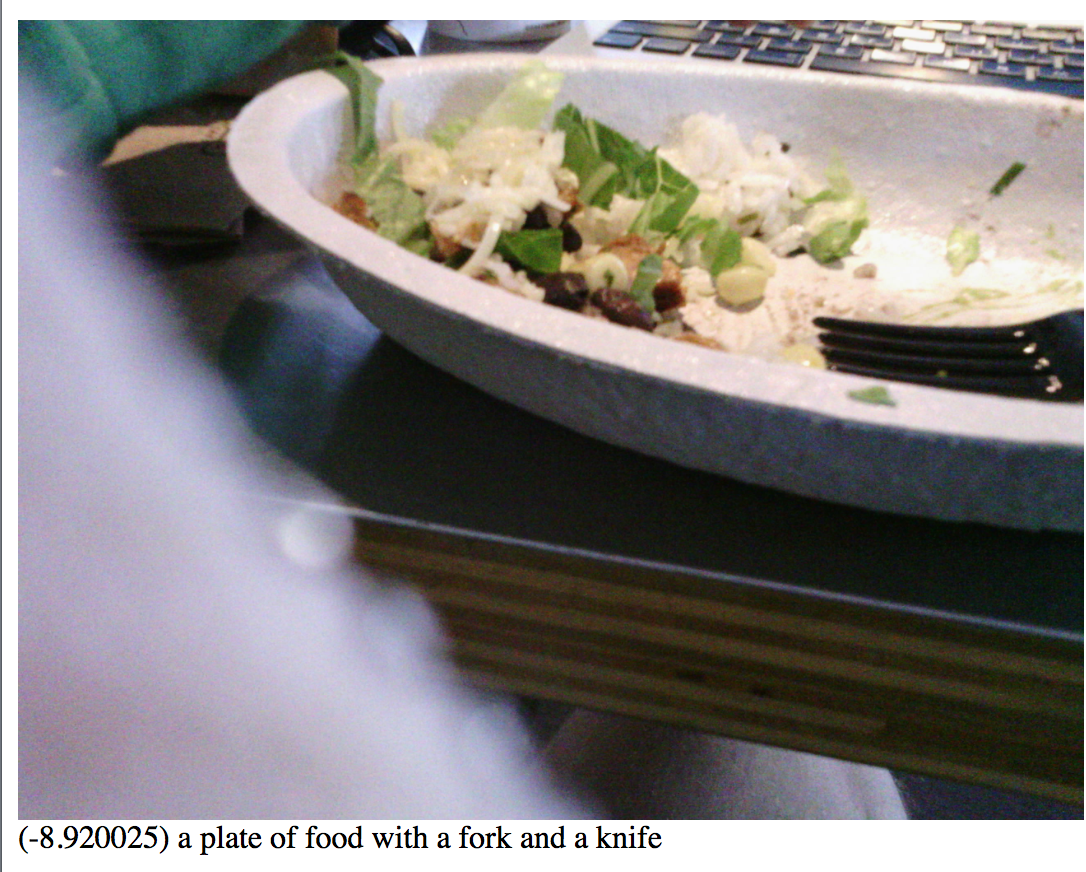 (-8.920025) a plate of food with a fork and a knife